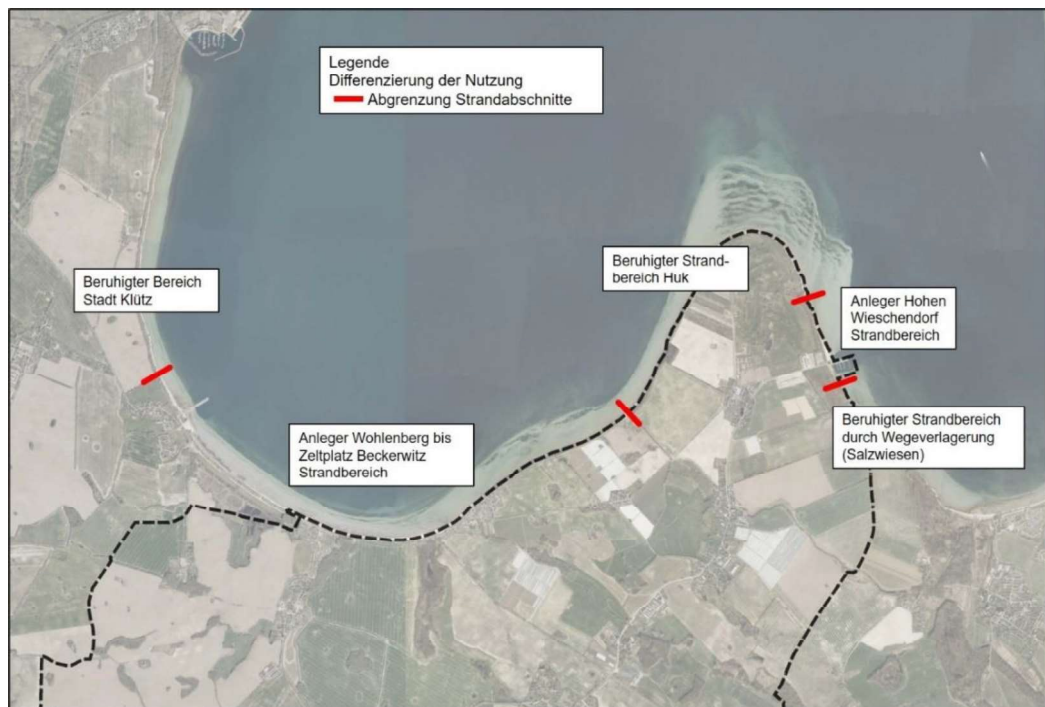 Legende
Differenzierung der Nutzung
Abgrenzung Strandabschnitte
Beruhigter Bereich
Stadt Klütz
Beruhigter Strand-
bereich Huk
Anleger Hohen
Wieschendorf
Strandbereich
Anleger Wohlenberg bis
Zeltplatz Beckerwitz
Strandbereich
Beruhigter Strandbereich
durch Wegeverlagerung
(Salzwiesen)